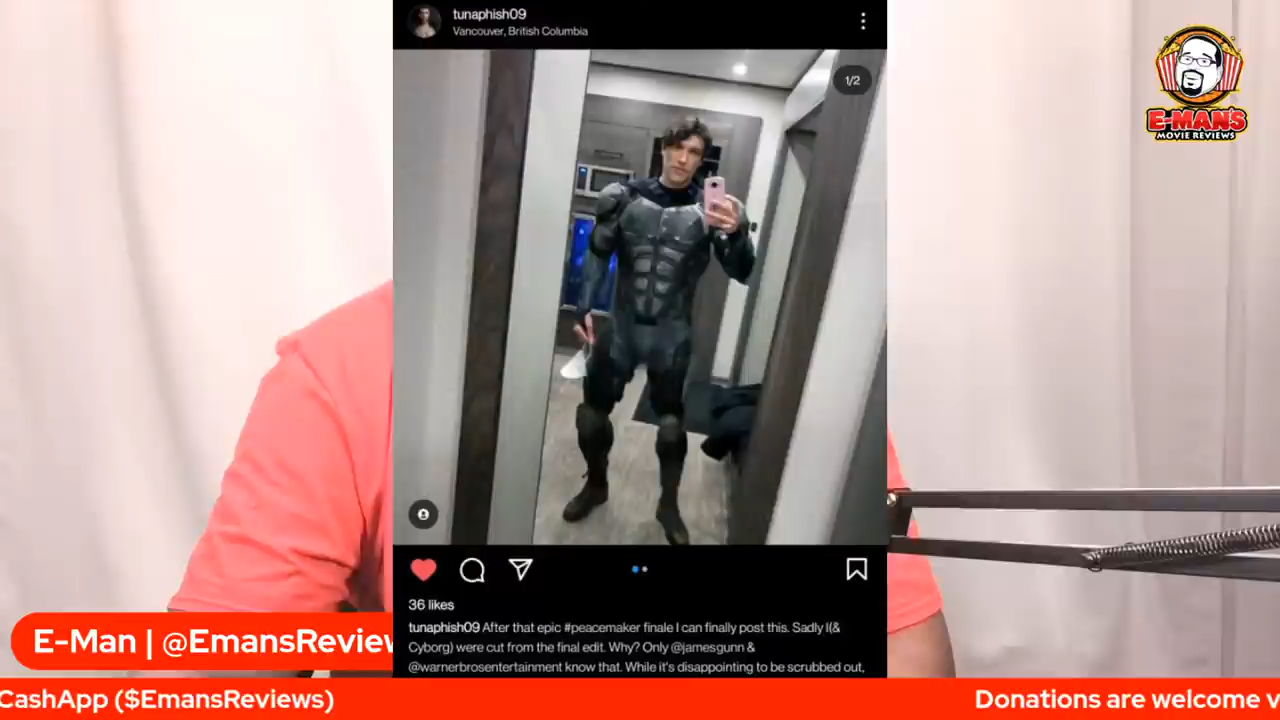 tunaphish09
Vancouver, British Columbia
1/2
E-MAN'S
MOVIE REVIEWS
36 likes
tunaphish09 After that epic #peacemaker finale I can finally post this. Sadly I(&
Cyborg) were cut from the final edit. Why? Only @jamesgunn &
@warnerbrosentertainment know that. While it's disappointing to be scrubbed out,
E-Man | @EmansReview
CashApp ($EmansReviews)
Donations are welcome v